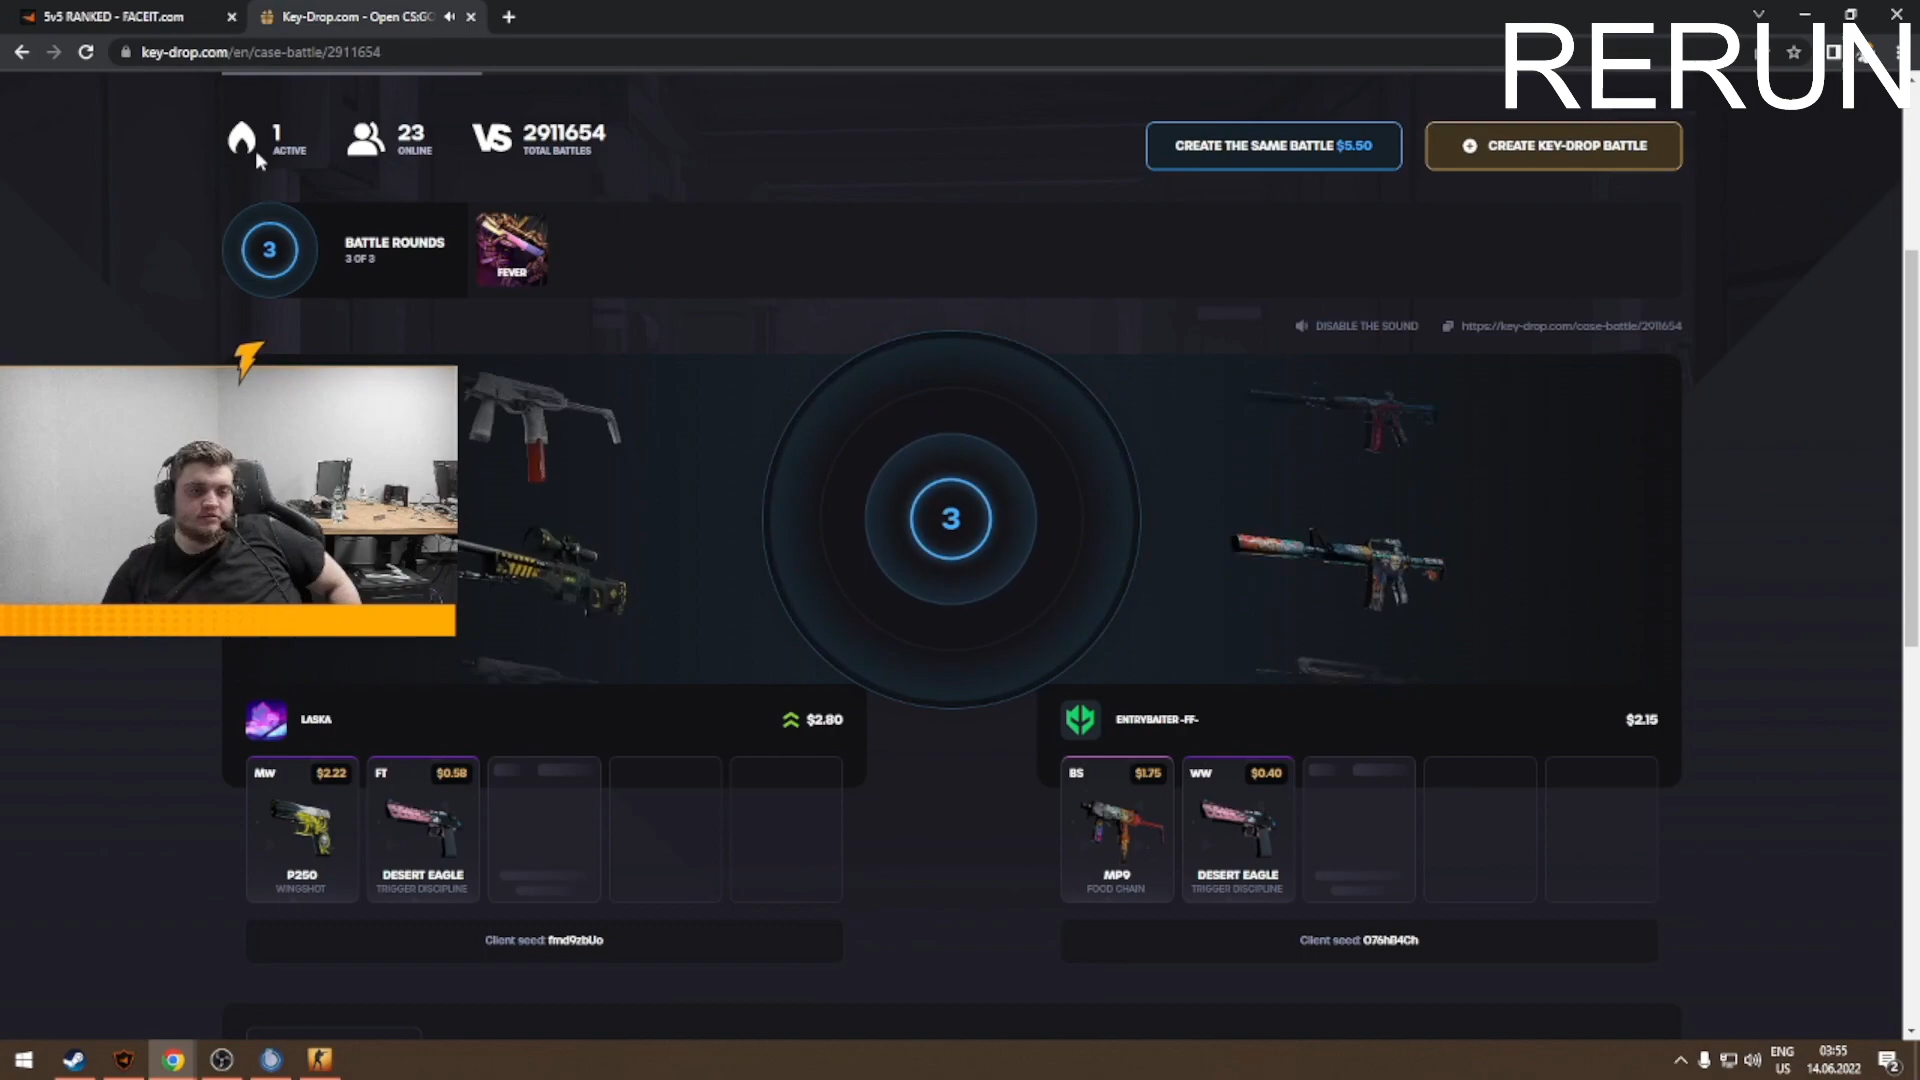 5v5 RANKED - FACEIT.com
Key-Drop.com - Open CS:GO
key-drop.com/en/case-battle/2911654
RERUN
1
ACTIVE
23
ONLINE
VS
2911654
TOTAL BATTLES
CREATE THE SAME BATTLE $5.50
CREATE KEY-DROP BATTLE
3
BATTLE ROUNDS
3 OF 3
FEVER
DISABLE THE SOUND
https://key-drop.com/case-battle/2911654
3
LASKA
$2.80
ENTRYBAITER -FF-
$2.15
MW $2.22
P250
WINGSHOT
FT $0.58
DESERT EAGLE
TRIGGER DISCIPLINE
BS $1.75
MP9
FOOD CHAIN
WW $0.40
DESERT EAGLE
TRIGGER DISCIPLINE
Client seed: fmd9zbUo
Client seed: O76hB4Ch
ENG
US
03:55
14.06.2022
2